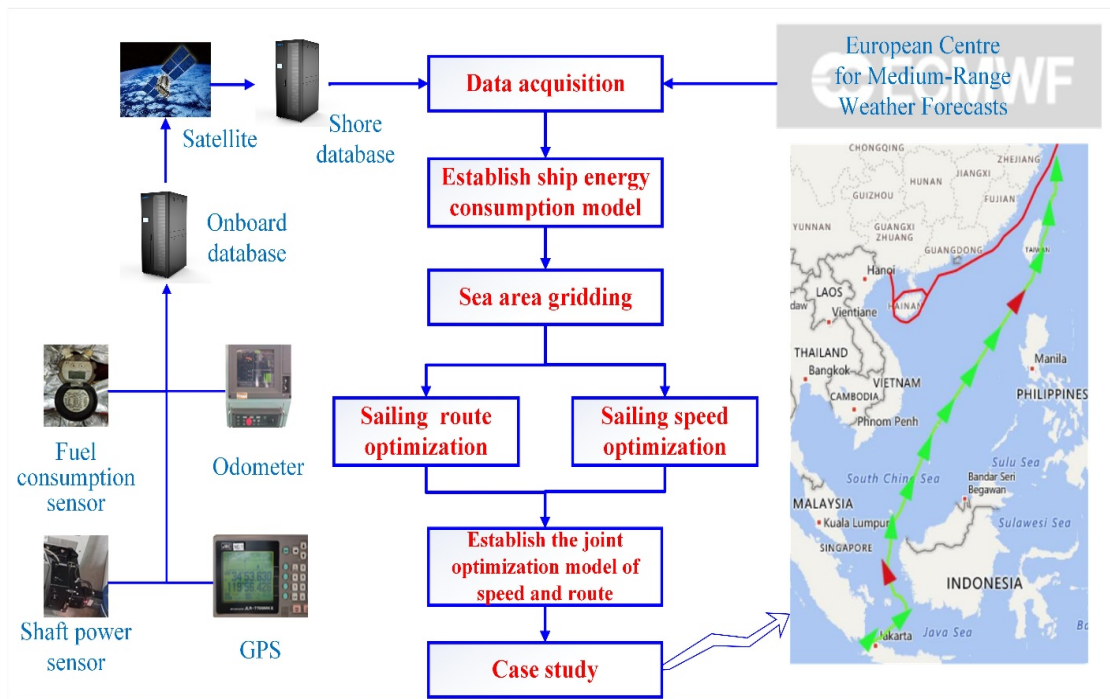 Satellite
Shore
database
Onboard
database
Fuel
consumption
sensor
Odometer
Shaft power
sensor
GPS
Data acquisition
Establish ship energy
consumption model
Sea area gridding
Sailing route
optimization
Sailing speed
optimization
Establish the joint
optimization model of
speed and route
Case study
ECMWF
European Centre
for Medium-Range
Weather Forecasts
CHONGQING
ZHEJIANG
HUNAN
JIANGXI
GUIZHOU
FUJIAN
YUNNAN
GUANGXI
ZHUANG
GUANGDONG
TAIWAN
Hanoi
HAINAN
LAOS
daw
Vientiane
THAILAND
Bangkok
VIETNAM
CAMBODIA
Phnom Penh
Manila
PHILIPPINES
South China Sea
Sulu Sea
Bandar Seri
Begawan
MALAYSIA
Kuala Lumpur
Sulawesi Sea
SINGAPORE
INDONESIA
Jakarta
Java Sea
Ba